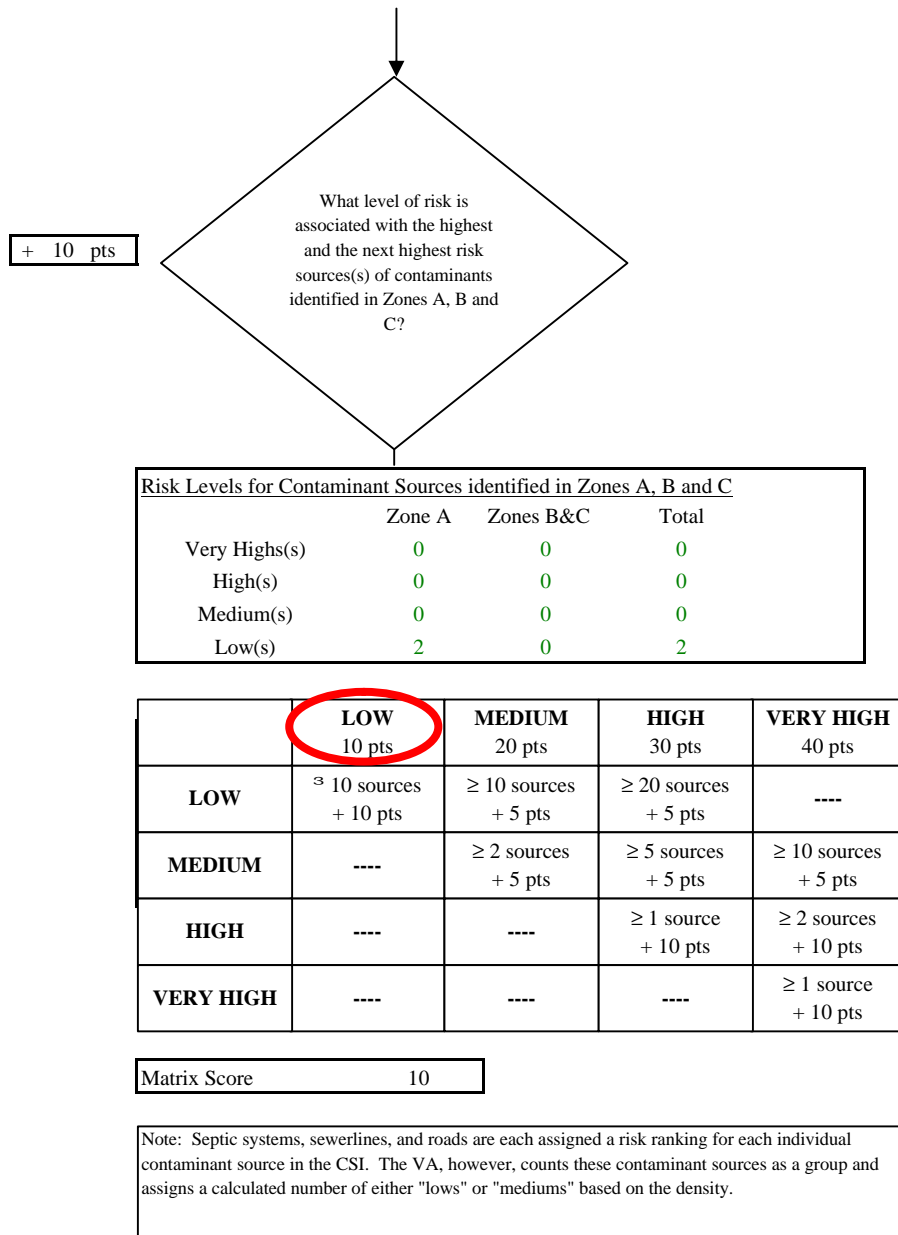 What level of risk is
associated with the highest
and the next highest risk
sources(s) of contaminants
identified in Zones A, B and
C?
+ 10 pts
Risk Levels for Contaminant Sources identified in Zones A, B and C
Zone A Zones B&C Total
Very Highs(s) 0 0 0
High(s) 0 0 0
Medium(s) 0 0 0
Low(s) 2 0 2
LOW MEDIUM HIGH VERY HIGH
10 pts 20 pts 30 pts 40 pts
LOW ³ 10 sources ≥ 10 sources ≥ 20 sources ----
+ 10 pts + 5 pts + 5 pts
MEDIUM ---- ≥ 2 sources ≥ 5 sources ≥ 10 sources
+ 5 pts + 5 pts + 5 pts
HIGH ---- ---- ≥ 1 source ≥ 2 sources
+ 10 pts + 10 pts
VERY HIGH ---- ---- ---- ≥ 1 source
+ 10 pts
Matrix Score 10
Note: Septic systems, sewerlines, and roads are each assigned a risk ranking for each individual
contaminant source in the CSI. The VA, however, counts these contaminant sources as a group and
assigns a calculated number of either "lows" or "mediums" based on the density.